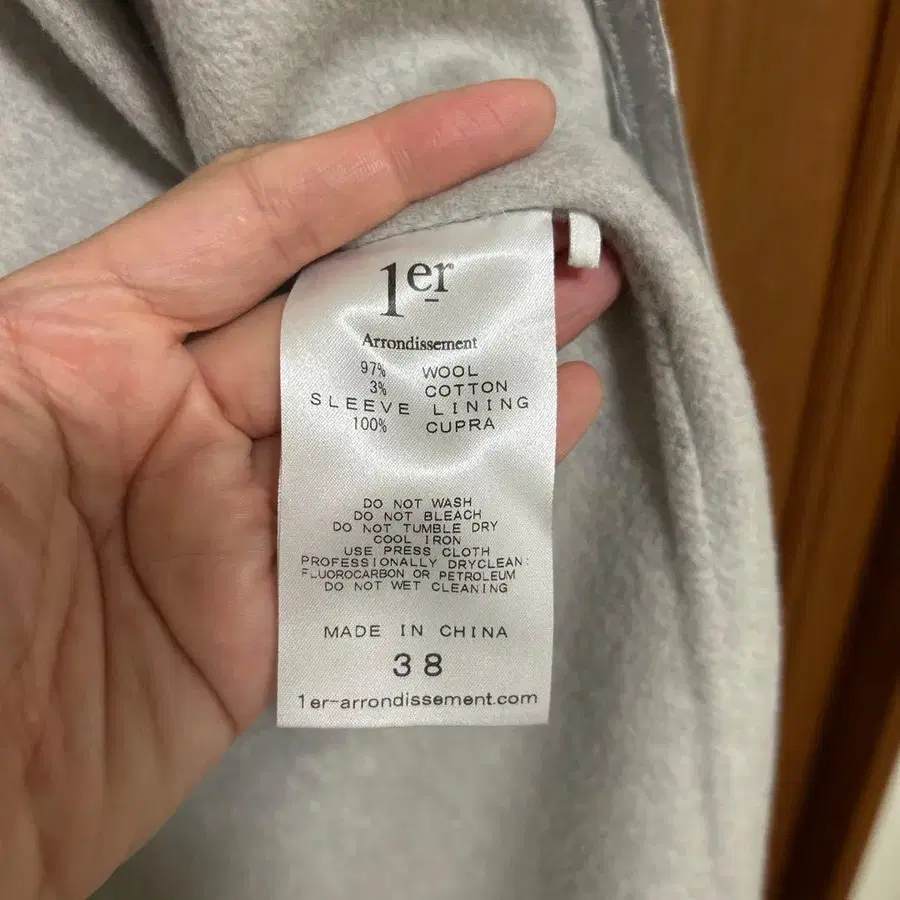 1er
Arrondissement
97% WOOL
3% COTTON
SLEEVE LINING
100% CUPRA
DO NOT WASH
DO NOT BLEACH
DO NOT TUMBLE DRY
COOL IRON
USE PRESS CLOTH
PROFESSIONALLY DRYCLEAN:
FLUOROCARBON OR PETROLEUM
DO NOT WET CLEANING
MADE IN CHINA
38
1er-arrondissement.com